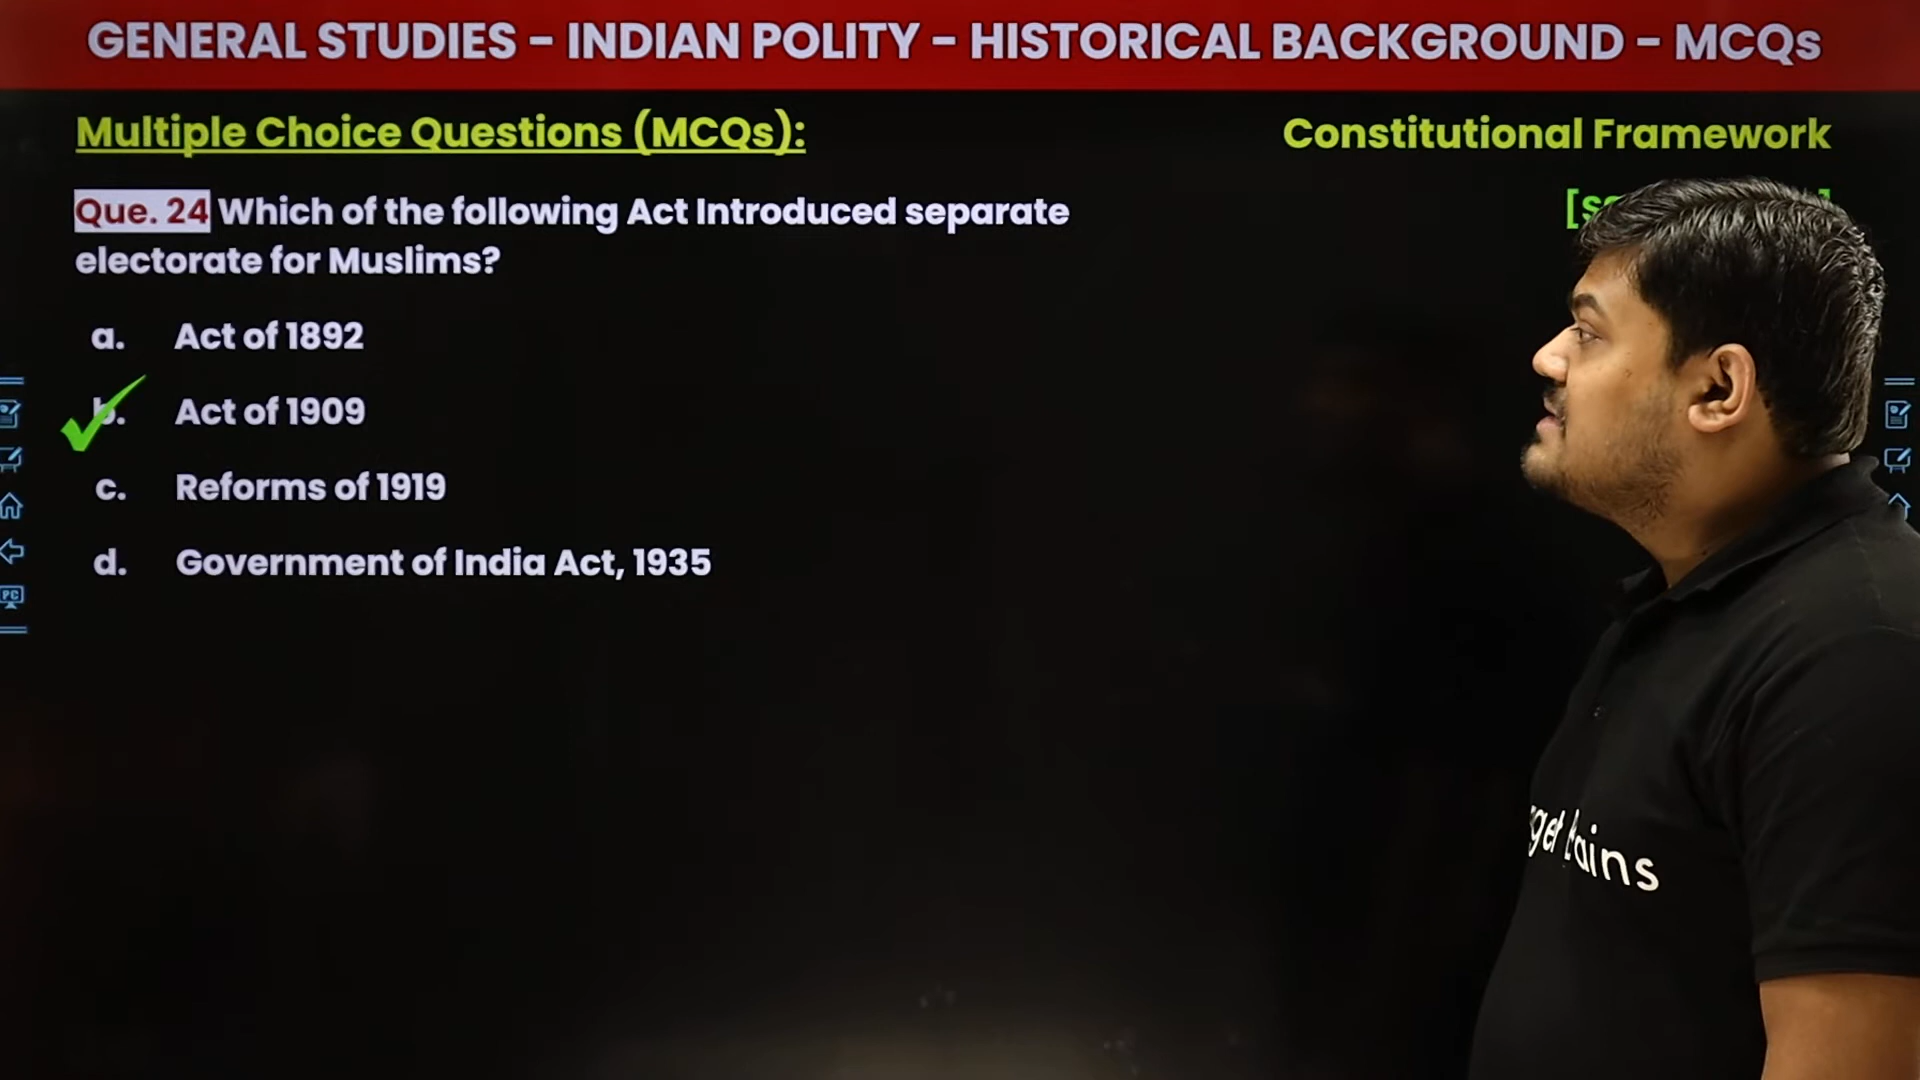 GENERAL STUDIES - INDIAN POLITY - HISTORICAL BACKGROUND - MCQs
Multiple Choice Questions (MCQs):
Constitutional Framework
Que. 24 Which of the following Act Introduced separate
electorate for Muslims?
a. Act of 1892
b. Act of 1909
c. Reforms of 1919
d. Government of India Act, 1935
PC